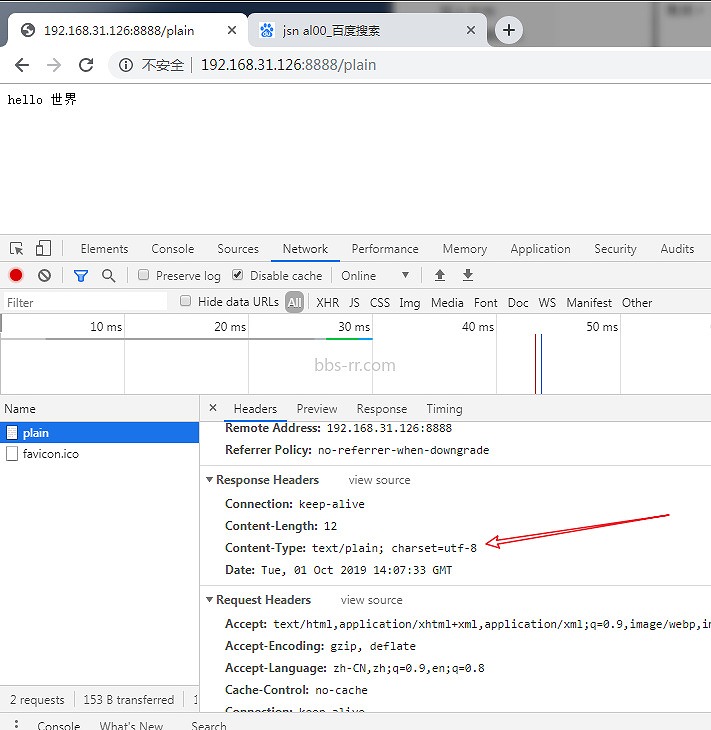 192.168.31.126:8888/plain
jsn al00_百度搜索
不安全 192.168.31.126:8888/plain
hello 世界
Elements Console Sources Network Performance Memory Application Security Audits
Preserve log Disable cache Online
Filter Hide data URLs All XHR JS CSS Img Media Font Doc WS Manifest Other
10 ms 20 ms 30 ms 40 ms 50 ms
bbs-rr.com
Name
plain
favicon.ico
2 requests 153 B transferred
Headers Preview Response Timing
Remote Address: 192.168.31.126:8888
Referrer Policy: no-referrer-when-downgrade
Response Headers view source
Connection: keep-alive
Content-Length: 12
Content-Type: text/plain; charset=utf-8
Date: Tue, 01 Oct 2019 14:07:33 GMT
Request Headers view source
Accept: text/html,application/xhtml+xml,application/xml;q=0.9,image/webp,
Accept-Encoding: gzip, deflate
Accept-Language: zh-CN,zh;q=0.9,en;q=0.8
Cache-Control: no-cache
Connection: keep-alive
Console What's New Search